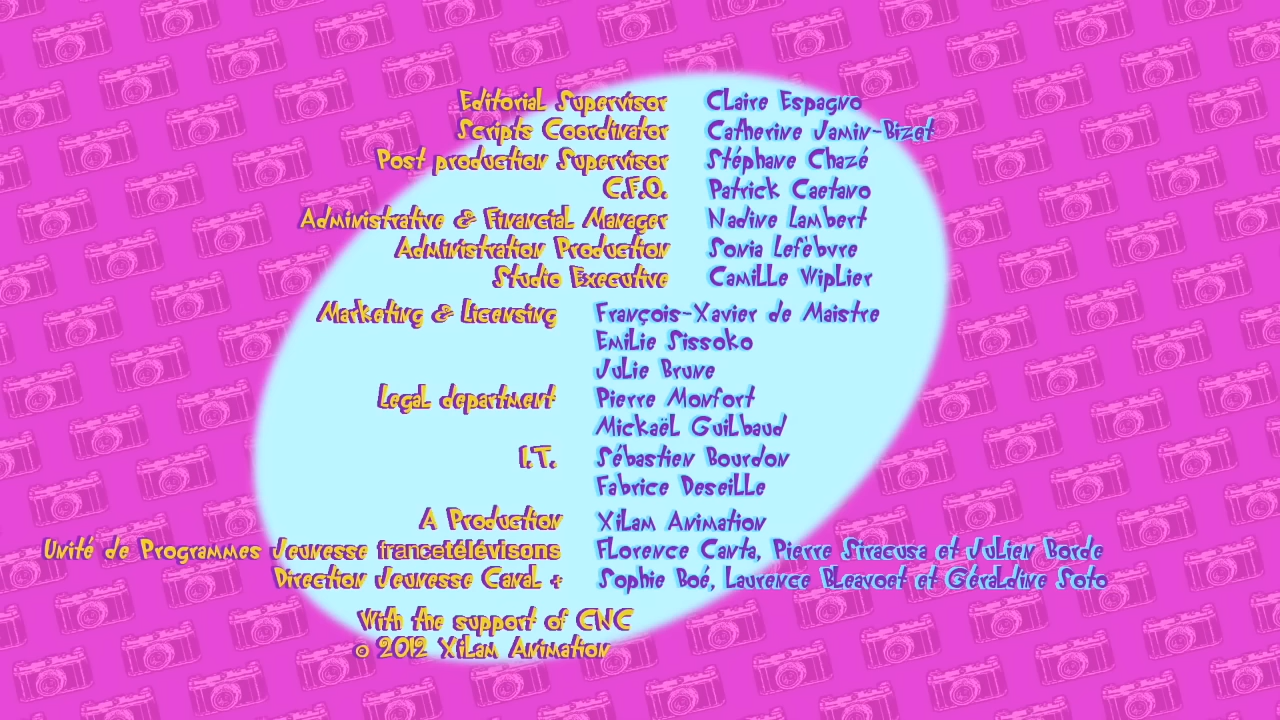 Editorial Supervisor Claire Espagno
Scripts Coordinator Catherine Jamin-Bizet
Post production Supervisor Stéphane Chazé
C.F.O. Patrick Caetano
Administrative & Financial Manager Nadine Lambert
Administration Production Sonia Lefèbvre
Studio Executive Camille Wiplier
Marketing & Licensing François-Xavier de Maistre
Emilie Sissoko
Julie Brune
Legal department Pierre Monfort
Mickaël Guilbaud
I.T. Sébastien Bourdon
Fabrice Deseille
A Production Xilam Animation
Unité de Programmes Jeunesse francetélévisons Florence Canta, Pierre Siracusa et Julien Borde
Direction Jeunesse Canal + Sophie Boé, Laurence Bleavoet et Géraldine Soto
With the support of CNC
© 2012 Xilam Animation